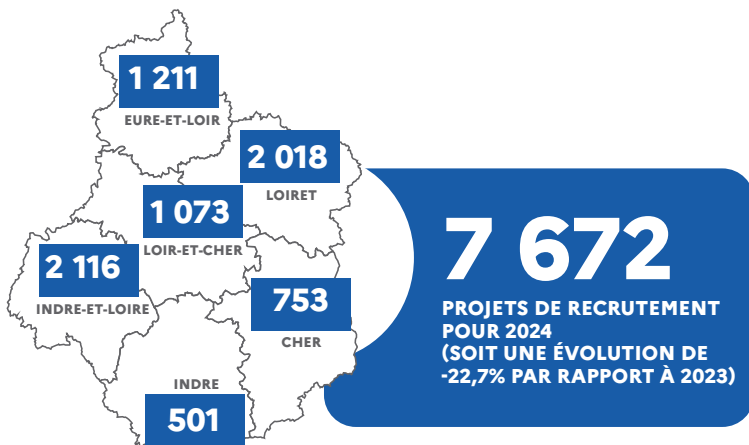 1 211
EURE-ET-LOIR
2 018
LOIRET
1 073
LOIR-ET-CHER
2 116
INDRE-ET-LOIRE
753
CHER
INDRE
501
7 672
PROJETS DE RECRUTEMENT
POUR 2024
(SOIT UNE ÉVOLUTION DE
-22,7% PAR RAPPORT À 2023)